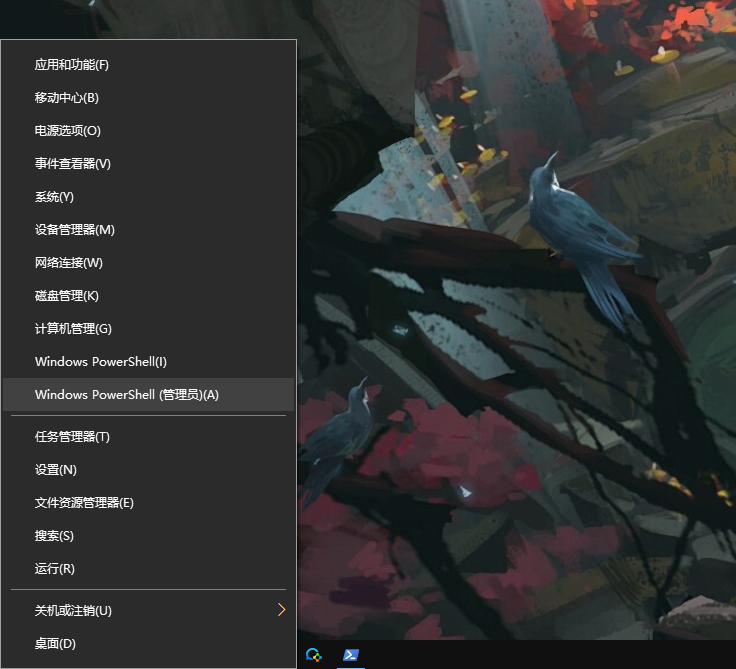 应用和功能(F)
移动中心(B)
电源选项(O)
事件查看器(V)
系统(Y)
设备管理器(M)
网络连接(W)
磁盘管理(K)
计算机管理(G)
Windows PowerShell(I)
Windows PowerShell (管理员)(A)
任务管理器(T)
设置(N)
文件资源管理器(E)
搜索(S)
运行(R)
关机或注销(U)
桌面(D)